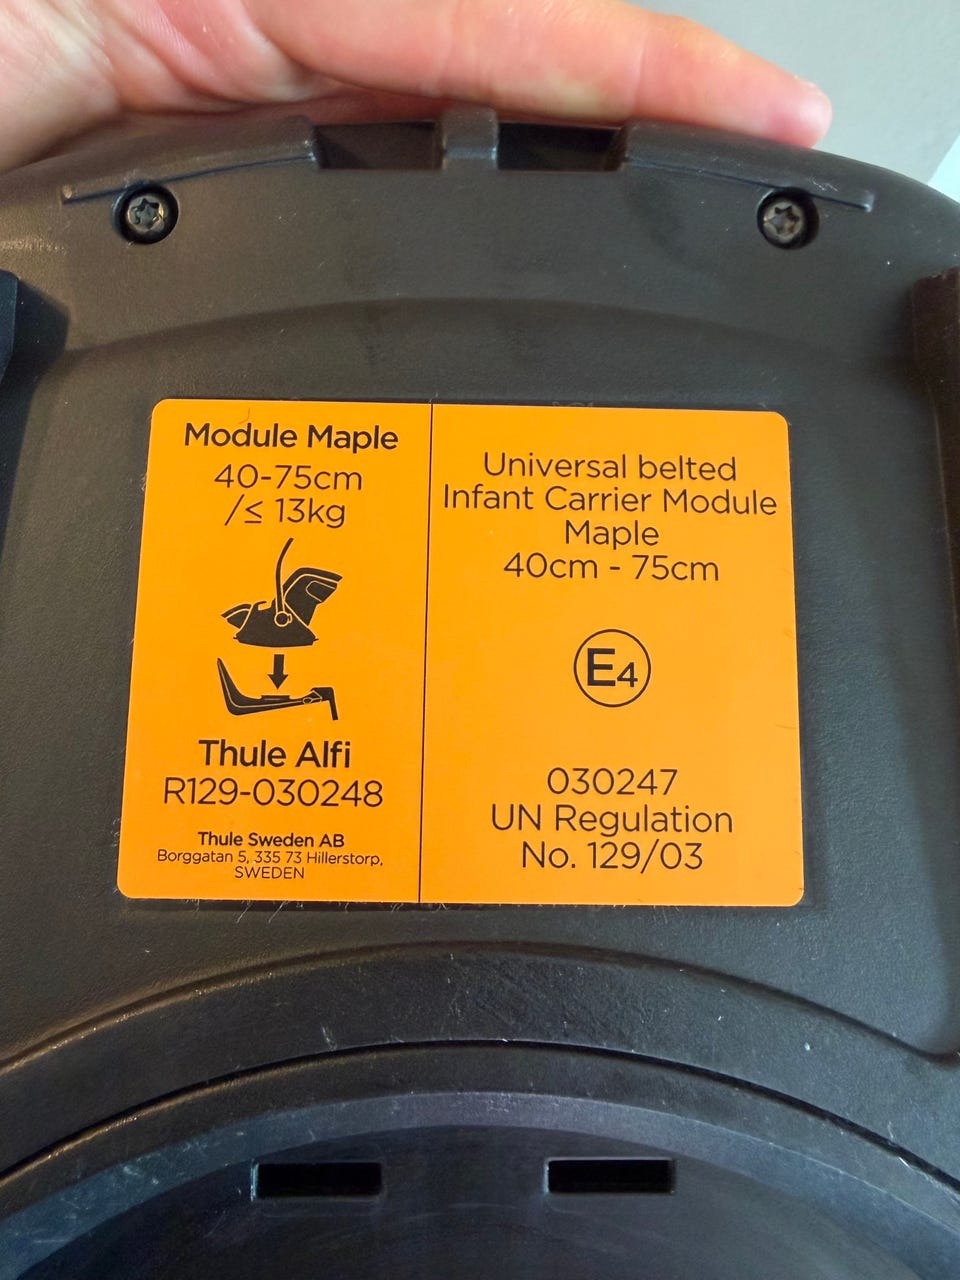 Module Maple
40-75cm
/≤ 13kg
Thule Alfi
R129-030248
Thule Sweden AB
Borggatan 5, 335 73 Hillerstorp,
SWEDEN
Universal belted
Infant Carrier Module
Maple
40cm - 75cm
E4
030247
UN Regulation
No. 129/03